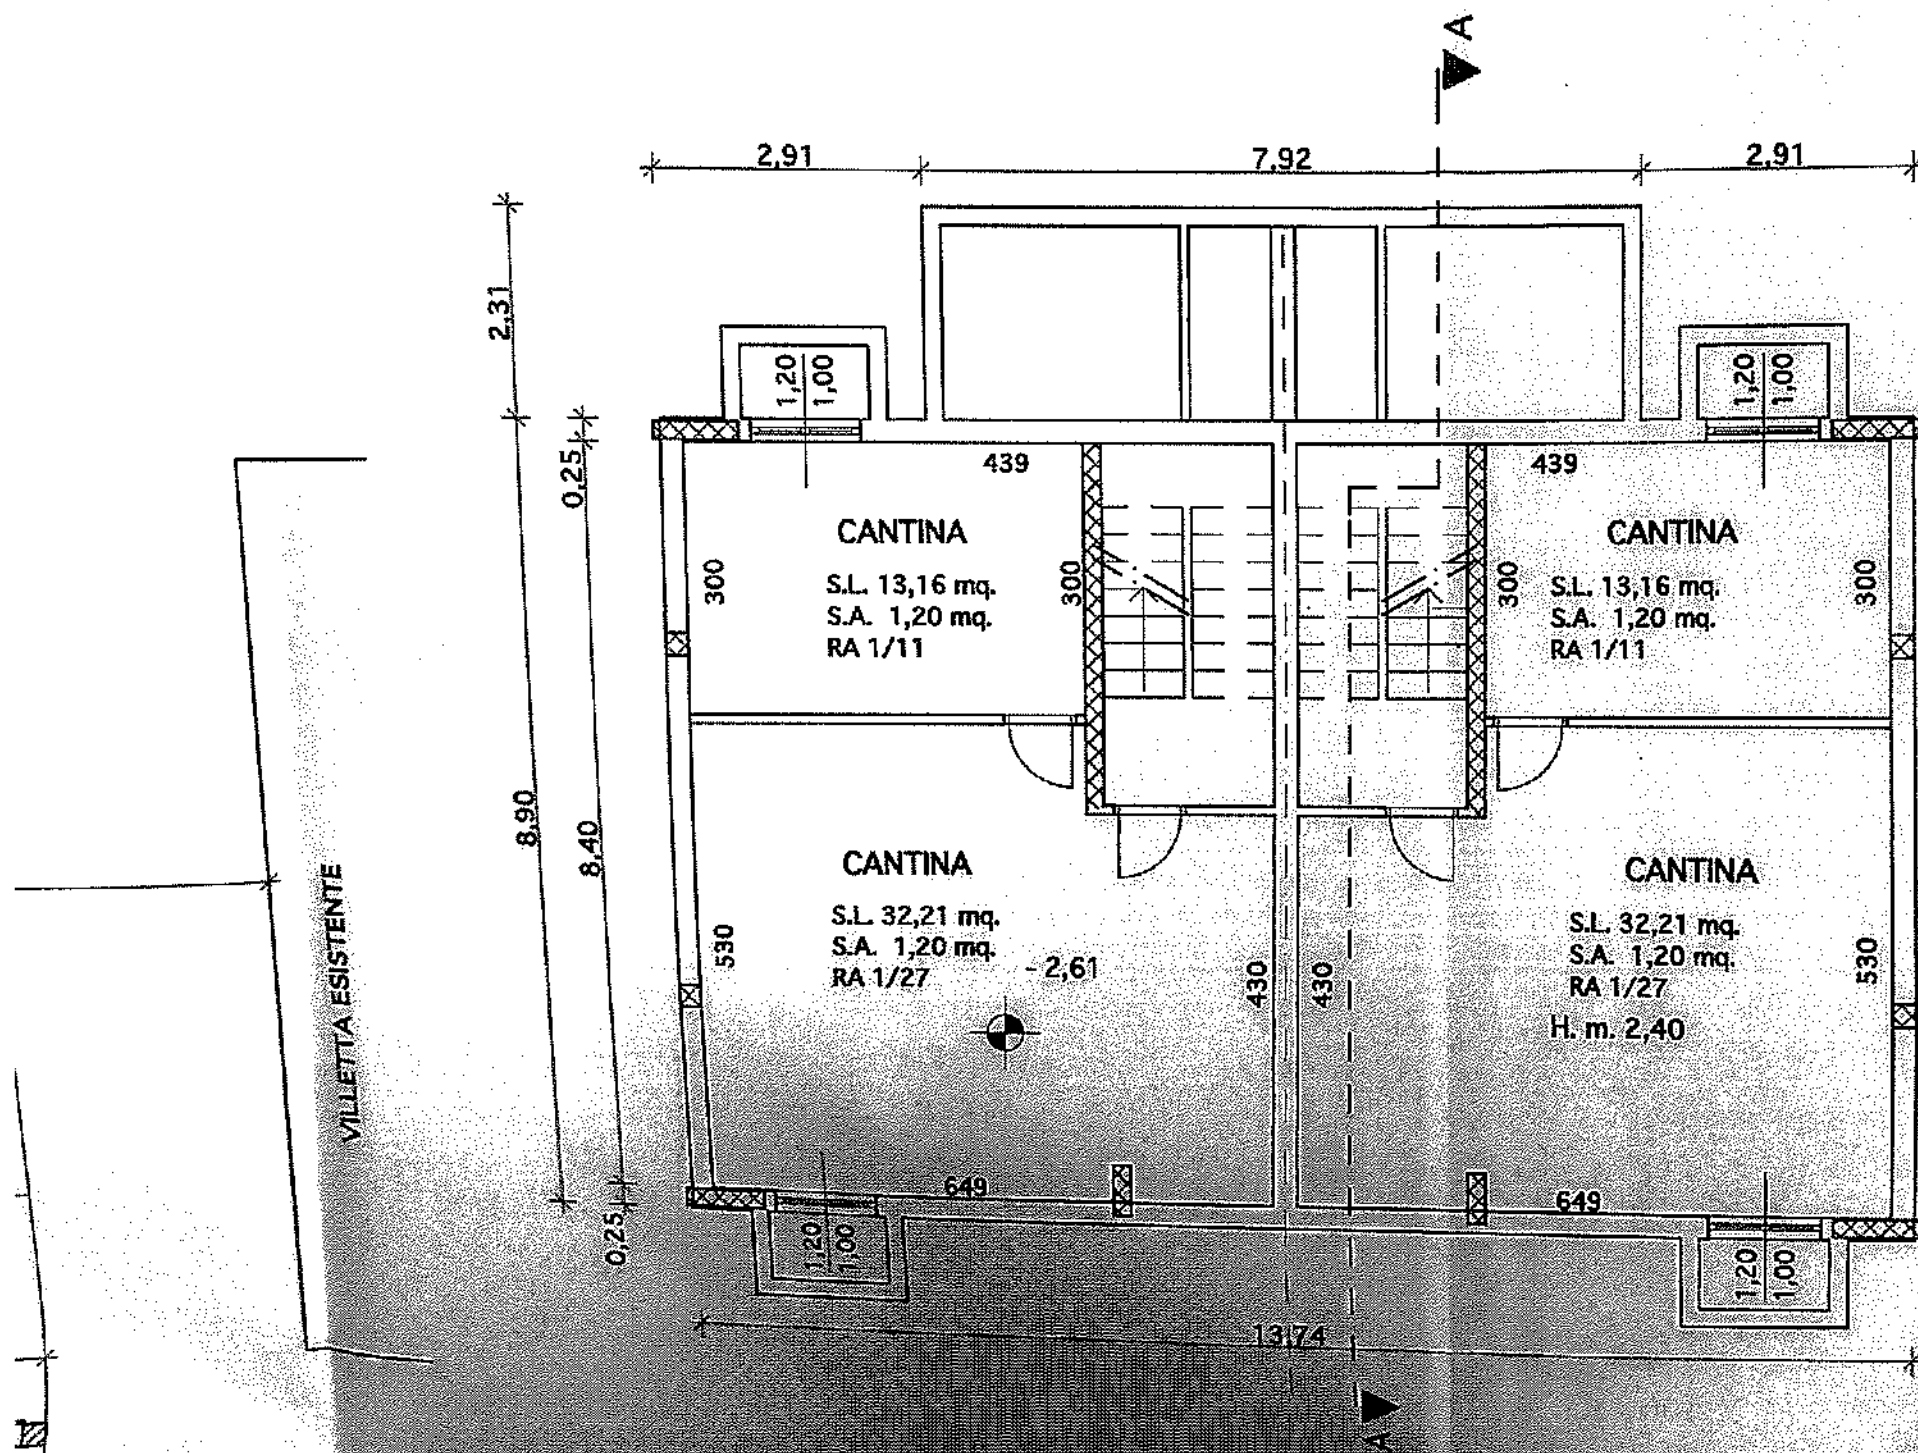 A
2,91
7,92
2,91
2,31
1,20
1,00
1,20
1,00
0,25
439
439
CANTINA
S.L. 13,16 mq.
S.A. 1,20 mq.
RA 1/11
300
300
CANTINA
S.L. 13,16 mq.
S.A. 1,20 mq.
RA 1/11
300
300
8,90
8,40
VILLETTA ESISTENTE
CANTINA
S.L. 32,21 mq.
S.A. 1,20 mq.
RA 1/27
- 2,61
530
430
430
CANTINA
S.L. 32,21 mq.
S.A. 1,20 mq.
RA 1/27
H. m. 2,40
530
649
649
0,25
1,20
1,00
1,20
1,00
13,74
A